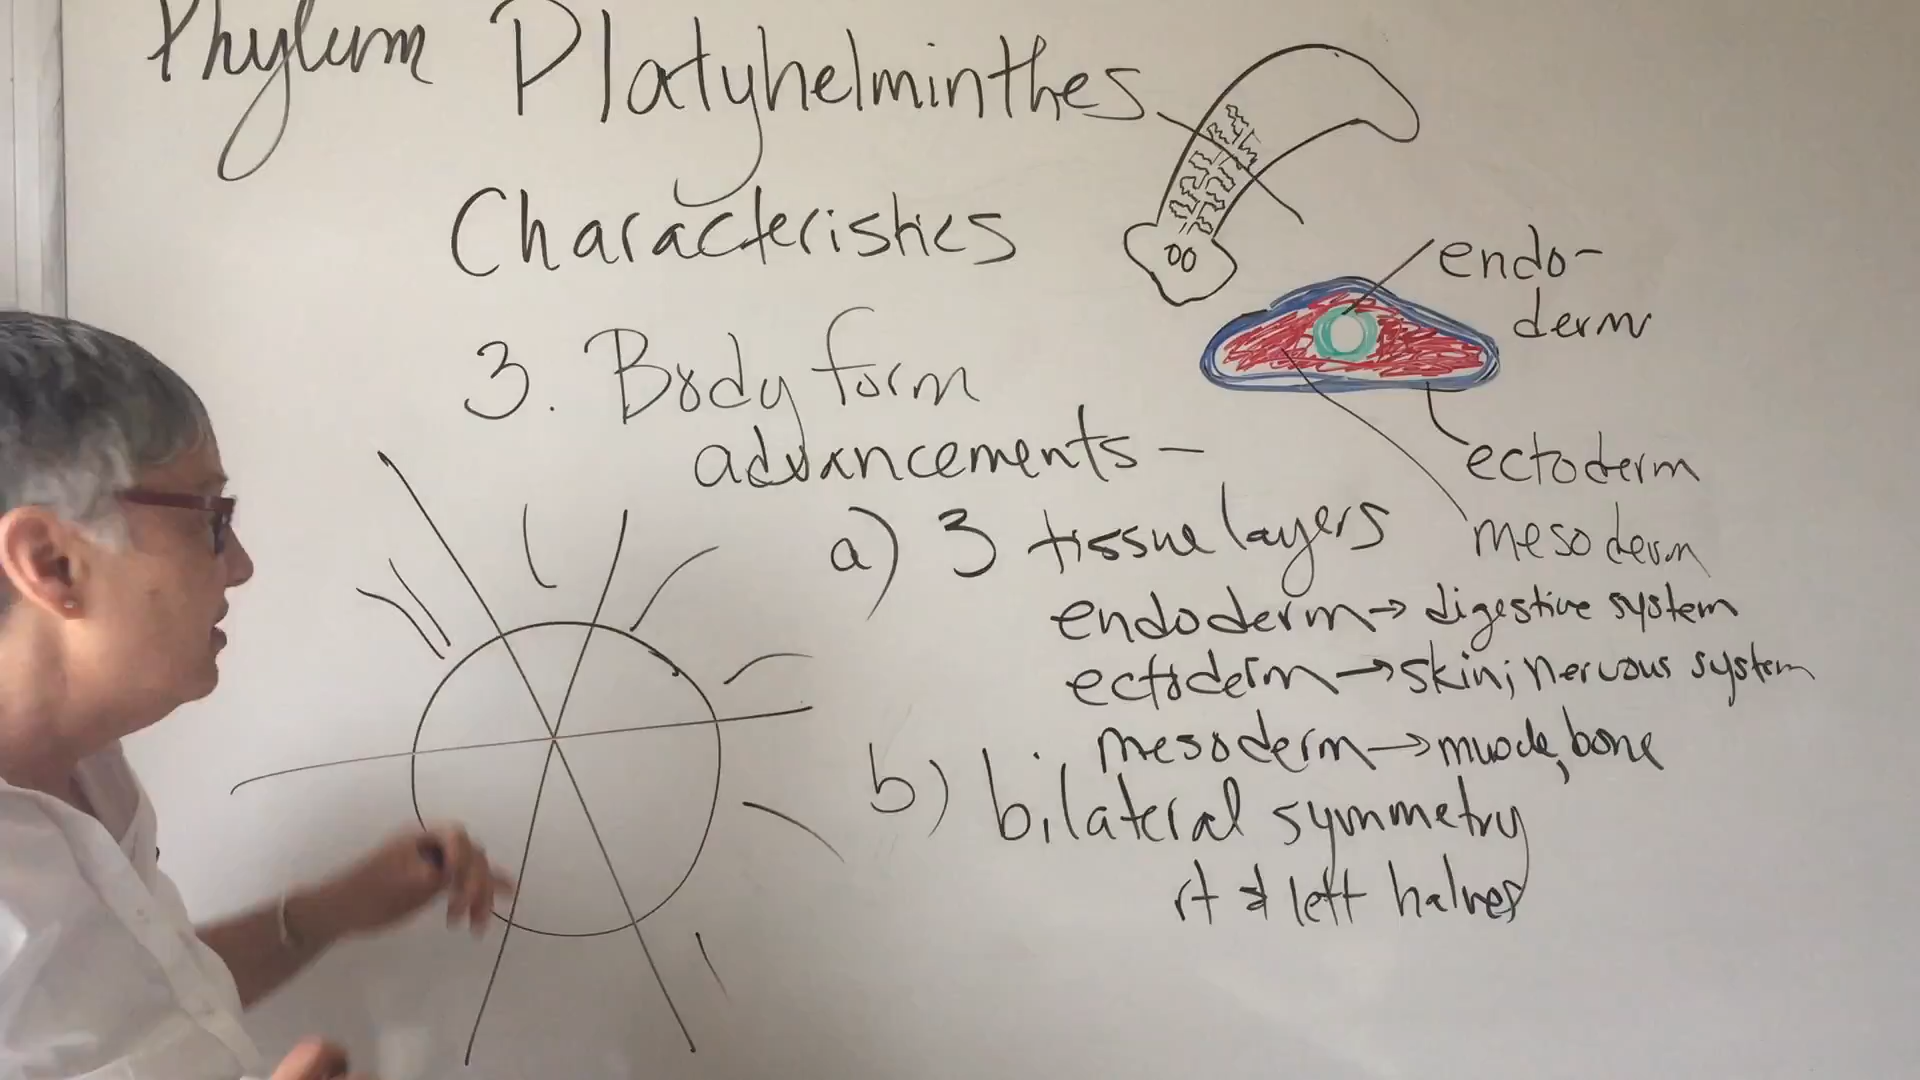 Phylum Platyhelminthes
Characteristics
endo-
derm
3. Body form
advancements -
ectoderm
mesoderm
a) 3 tissue layers
endoderm → digestive system
ectoderm → skin; nervous system
mesoderm → muscle, bone
b) bilateral symmetry
rt & left halves